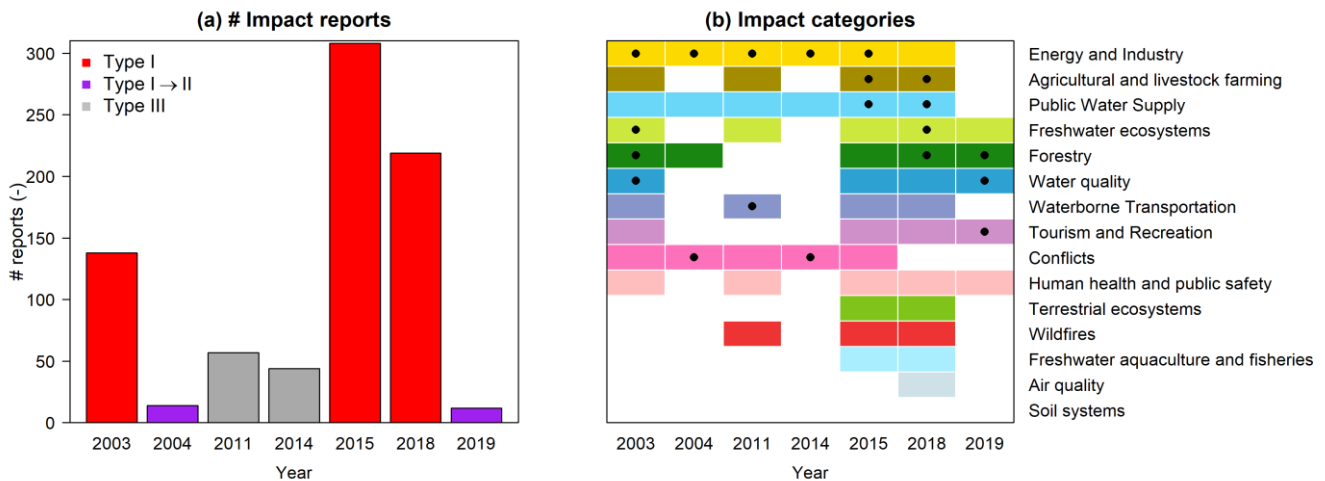 (a) # Impact reports
# reports (-)
300
250
200
150
100
50
0
Type I
Type I → II
Type III
2003 2004 2011 2014 2015 2018 2019
Year
(b) Impact categories
Energy and Industry
Agricultural and livestock farming
Public Water Supply
Freshwater ecosystems
Forestry
Water quality
Waterborne Transportation
Tourism and Recreation
Conflicts
Human health and public safety
Terrestrial ecosystems
Wildfires
Freshwater aquaculture and fisheries
Air quality
Soil systems
2003 2004 2011 2014 2015 2018 2019
Year